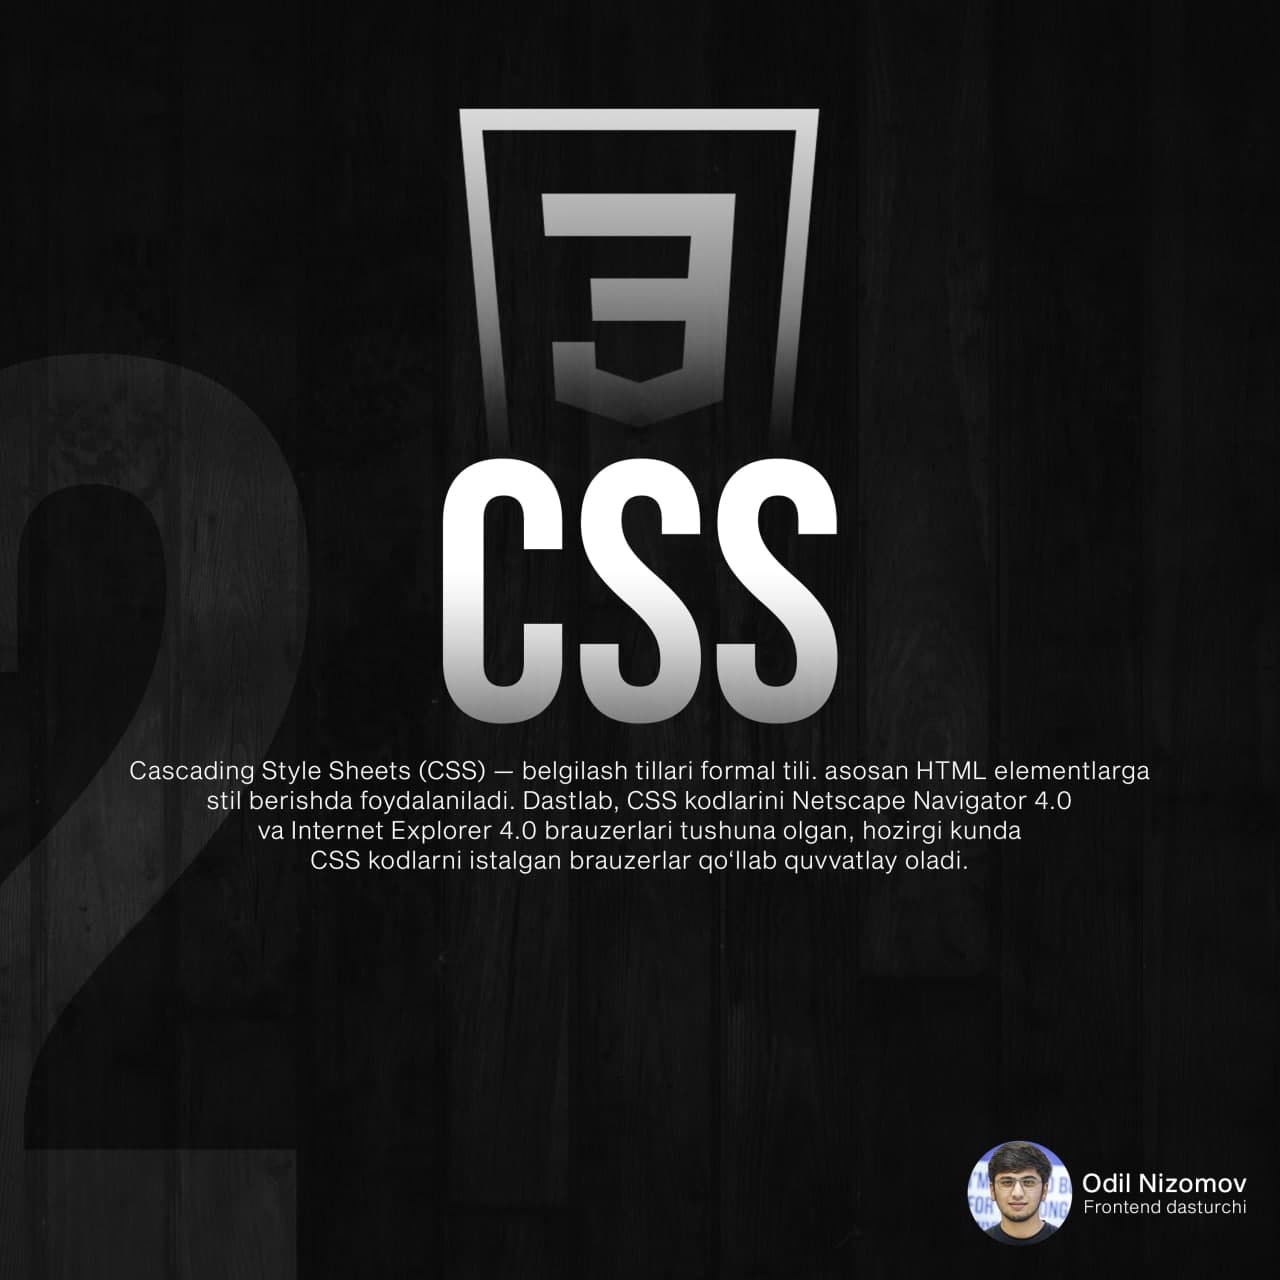 3
CSS
2
Cascading Style Sheets (CSS) — belgilash tillari formal tili. asosan HTML elementlarga
stil berishda foydalaniladi. Dastlab, CSS kodlarini Netscape Navigator 4.0
va Internet Explorer 4.0 brauzerlari tushuna olgan, hozirgi kunda
CSS kodlarni istalgan brauzerlar qo‘llab quvvatlay oladi.
Odil Nizomov
Frontend dasturchi